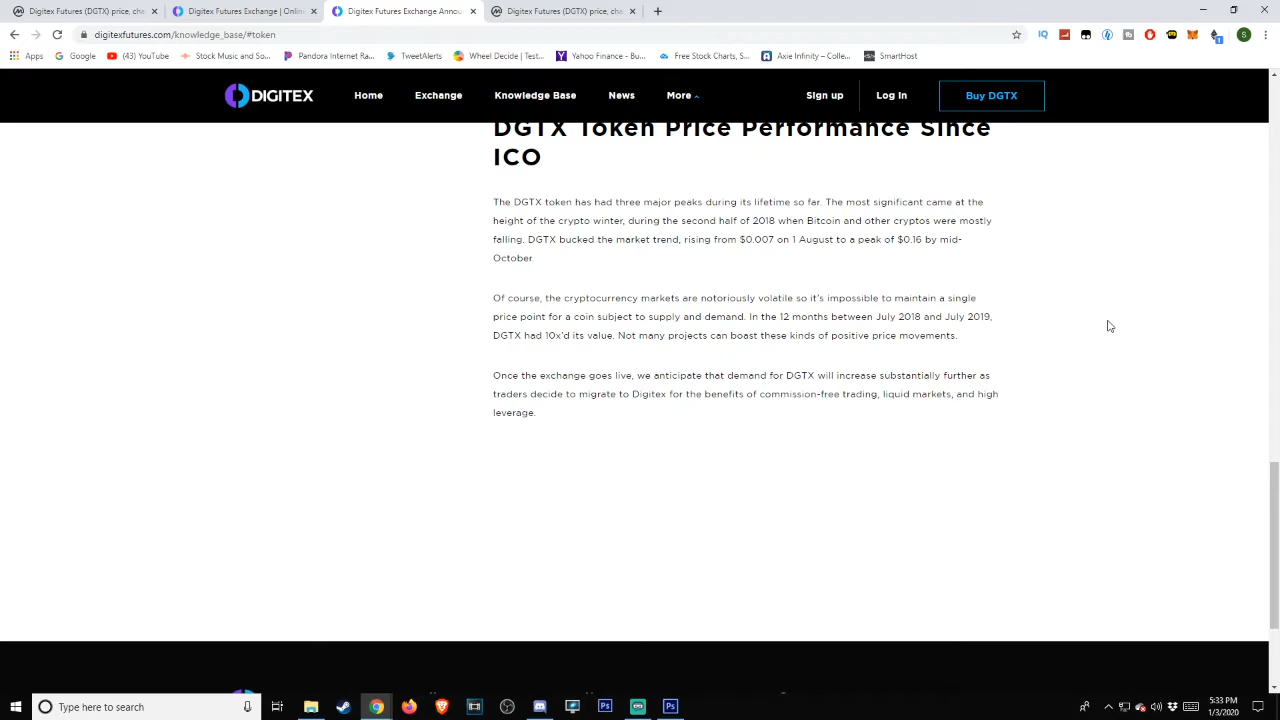 Digitex Futures (DGTX) price, cha
Digitex Futures Exchange | Onlin
Digitex Futures Exchange Annou
Digitex Futures (DGTX) price, cha
digitexfutures.com/knowledge_base/#token
Apps
Google
(43) YouTube
Stock Music and So...
Pandora Internet Ra...
TweetAlerts
Wheel Decide | Test...
Yahoo Finance - Bu...
Free Stock Charts, S...
Axie Infinity – Colle...
SmartHost
DIGITEX
Home
Exchange
Knowledge Base
News
More
Sign up
Log In
Buy DGTX
DGTX Token Price Performance Since
ICO
The DGTX token has had three major peaks during its lifetime so far. The most significant came at the
height of the crypto winter, during the second half of 2018 when Bitcoin and other cryptos were mostly
falling. DGTX bucked the market trend, rising from $0.007 on 1 August to a peak of $0.16 by mid-
October.
Of course, the cryptocurrency markets are notoriously volatile so it's impossible to maintain a single
price point for a coin subject to supply and demand. In the 12 months between July 2018 and July 2019,
DGTX had 10x'd its value. Not many projects can boast these kinds of positive price movements.
Once the exchange goes live, we anticipate that demand for DGTX will increase substantially further as
traders decide to migrate to Digitex for the benefits of commission-free trading, liquid markets, and high
leverage.
Type here to search
5:33 PM
1/3/2020